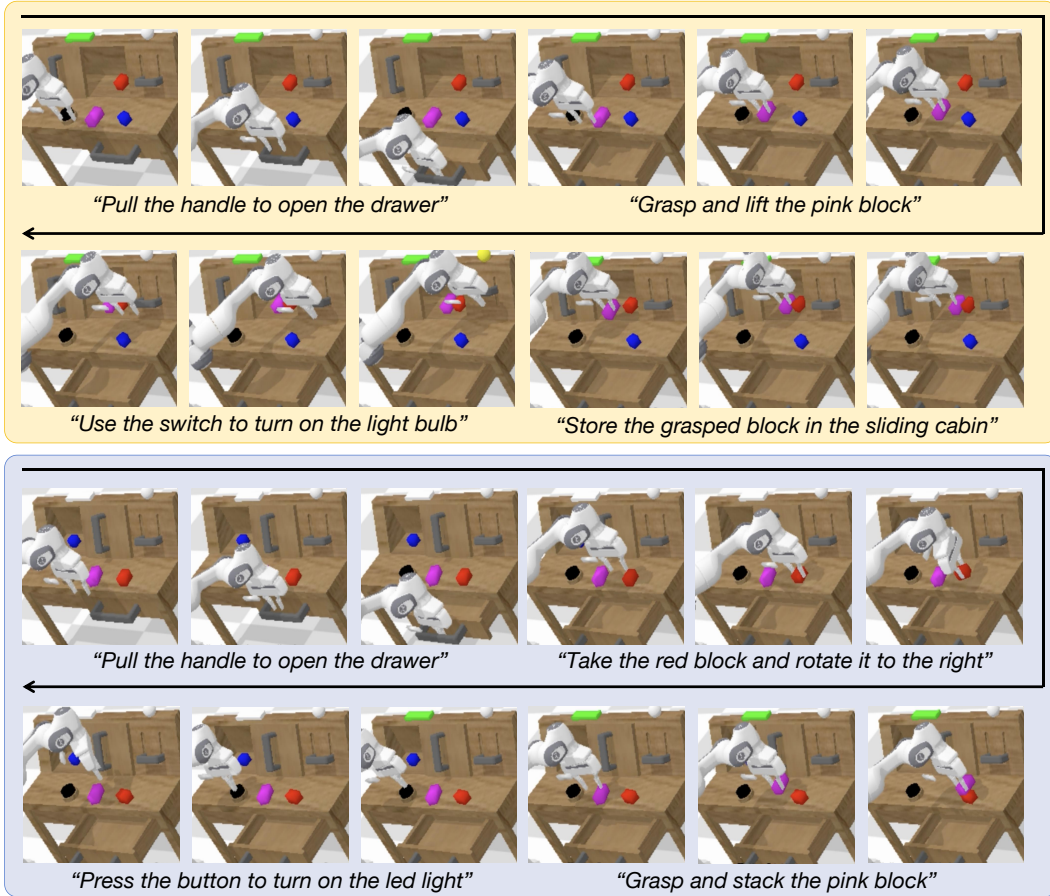 “Pull the handle to open the drawer”
“Grasp and lift the pink block”
“Use the switch to turn on the light bulb”
“Store the grasped block in the sliding cabin”
“Pull the handle to open the drawer”
“Take the red block and rotate it to the right”
“Press the button to turn on the led light”
“Grasp and stack the pink block”